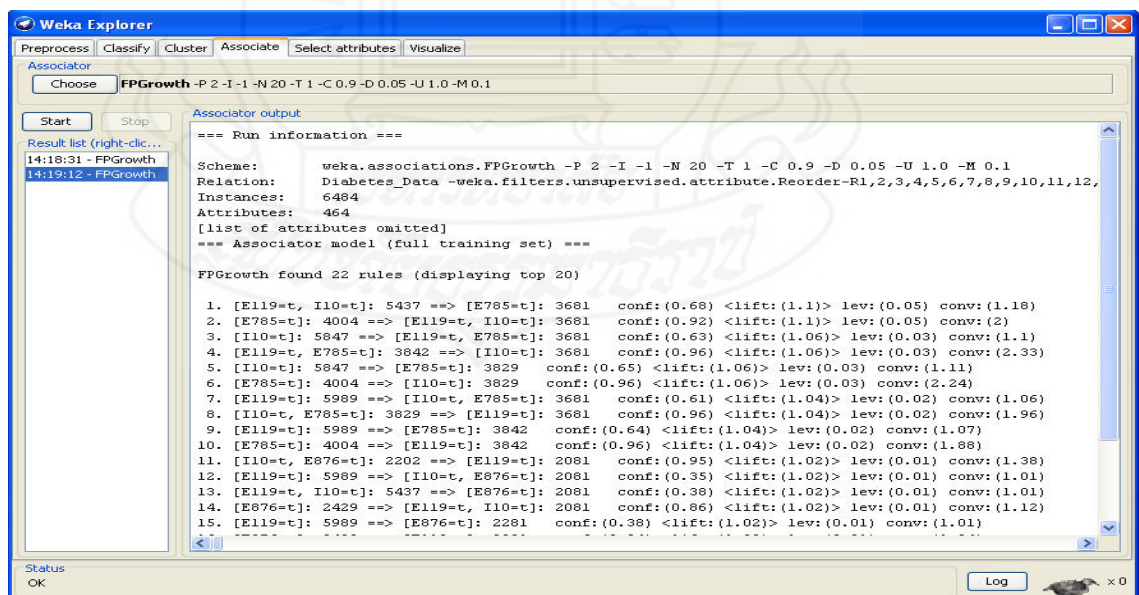 Weka Explorer
Preprocess Classify Cluster Associate Select attributes Visualize
Associator
Choose FPGrowth -P 2 -I -1 -N 20 -T 1 -C 0.9 -D 0.05 -U 1.0 -M 0.1
Start Stop
Result list (right-clic...
14:18:31 - FPGrowth
14:19:12 - FPGrowth
Associator output
=== Run information ===
Scheme: weka.associations.FPGrowth -P 2 -I -1 -N 20 -T 1 -C 0.9 -D 0.05 -U 1.0 -M 0.1
Relation: Diabetes_Data -weka.filters.unsupervised.attribute.Reorder-R1,2,3,4,5,6,7,8,9,10,11,12,
Instances: 6484
Attributes: 464
[list of attributes omitted]
=== Associator model (full training set) ===
FPGrowth found 22 rules (displaying top 20)
1. [E119=t, I10=t]: 5437 ==> [E785=t]: 3681 conf:(0.68) <lift:(1.1)> lev:(0.05) conv:(1.18)
2. [E785=t]: 4004 ==> [E119=t, I10=t]: 3681 conf:(0.92) <lift:(1.1)> lev:(0.05) conv:(2)
3. [I10=t]: 5847 ==> [E119=t, E785=t]: 3681 conf:(0.63) <lift:(1.06)> lev:(0.03) conv:(1.1)
4. [E119=t, E785=t]: 3842 ==> [I10=t]: 3681 conf:(0.96) <lift:(1.06)> lev:(0.03) conv:(2.33)
5. [I10=t]: 5847 ==> [E785=t]: 3829 conf:(0.65) <lift:(1.06)> lev:(0.03) conv:(1.11)
6. [E785=t]: 4004 ==> [I10=t]: 3829 conf:(0.96) <lift:(1.06)> lev:(0.03) conv:(2.24)
7. [E119=t]: 5989 ==> [I10=t, E785=t]: 3681 conf:(0.61) <lift:(1.04)> lev:(0.02) conv:(1.06)
8. [I10=t, E785=t]: 3829 ==> [E119=t]: 3681 conf:(0.96) <lift:(1.04)> lev:(0.02) conv:(1.96)
9. [E119=t]: 5989 ==> [E785=t]: 3842 conf:(0.64) <lift:(1.04)> lev:(0.02) conv:(1.07)
10. [E785=t]: 4004 ==> [E119=t]: 3842 conf:(0.96) <lift:(1.04)> lev:(0.02) conv:(1.88)
11. [I10=t, E876=t]: 2202 ==> [E119=t]: 2081 conf:(0.95) <lift:(1.02)> lev:(0.01) conv:(1.38)
12. [E119=t]: 5989 ==> [I10=t, E876=t]: 2081 conf:(0.35) <lift:(1.02)> lev:(0.01) conv:(1.01)
13. [E119=t, I10=t]: 5437 ==> [E876=t]: 2081 conf:(0.38) <lift:(1.02)> lev:(0.01) conv:(1.01)
14. [E876=t]: 2429 ==> [E119=t, I10=t]: 2081 conf:(0.86) <lift:(1.02)> lev:(0.01) conv:(1.12)
15. [E119=t]: 5989 ==> [E876=t]: 2281 conf:(0.38) <lift:(1.02)> lev:(0.01) conv:(1.01)
Status
OK
Log
x 0